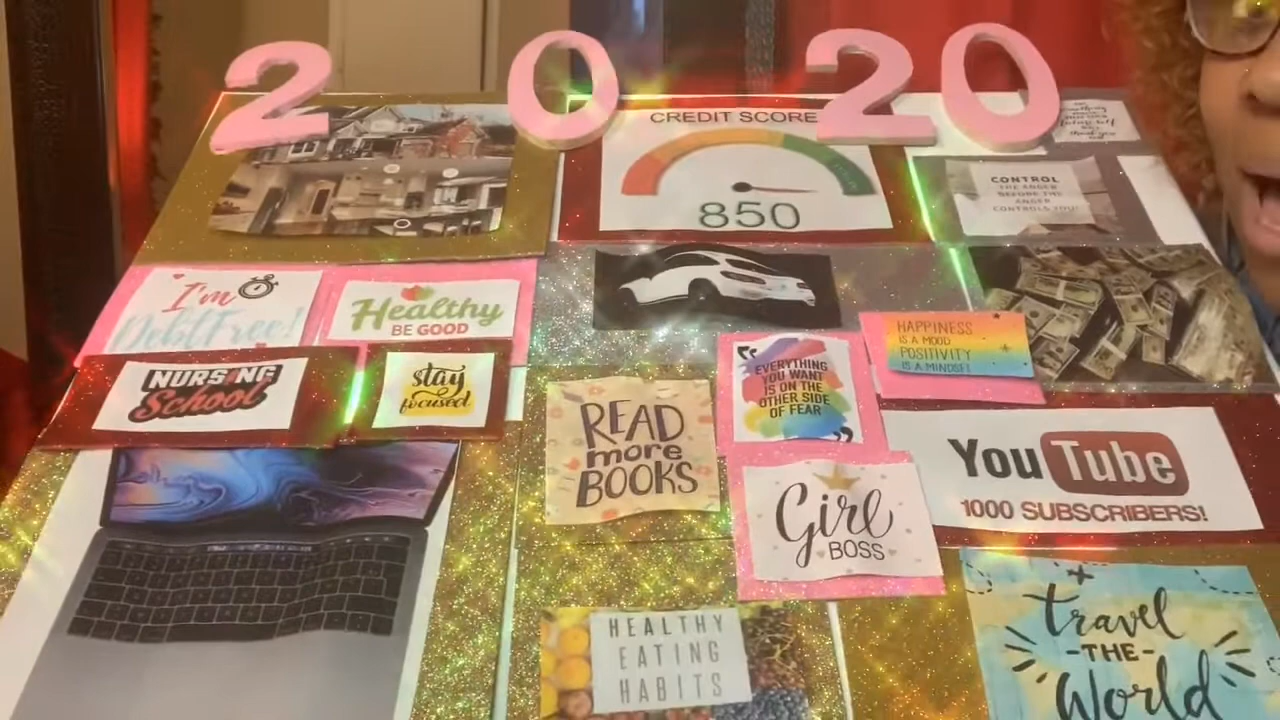 2020
CREDIT SCORE
850
CONTROL
THE ANGER
BEFORE THE
ANGER
CONTROLS YOU!
I'm
Debt Free!
Healthy
BE GOOD
NURSING
School
stay
focused
HAPPINESS
IS A MOOD
POSITIVITY
IS A MINDSET
“EVERYTHING
YOU WANT
IS ON THE
OTHER SIDE
OF FEAR”
READ
more
BOOKS
Girl
BOSS
YouTube
1000 SUBSCRIBERS!
HEALTHY
EATING
HABITS
travel
-THE-
World